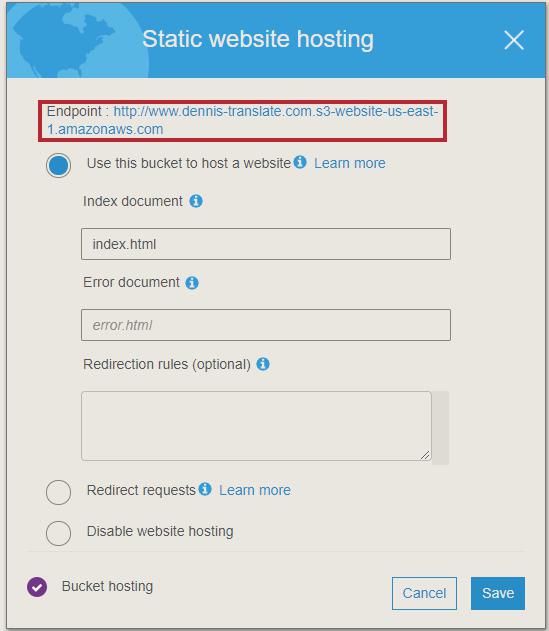 Static website hosting
Endpoint : http://www.dennis-translate.com.s3-website-us-east-
1.amazonaws.com
Use this bucket to host a website Learn more
Index document
index.html
Error document
error.html
Redirection rules (optional)
Redirect requests Learn more
Disable website hosting
Bucket hosting
Cancel
Save